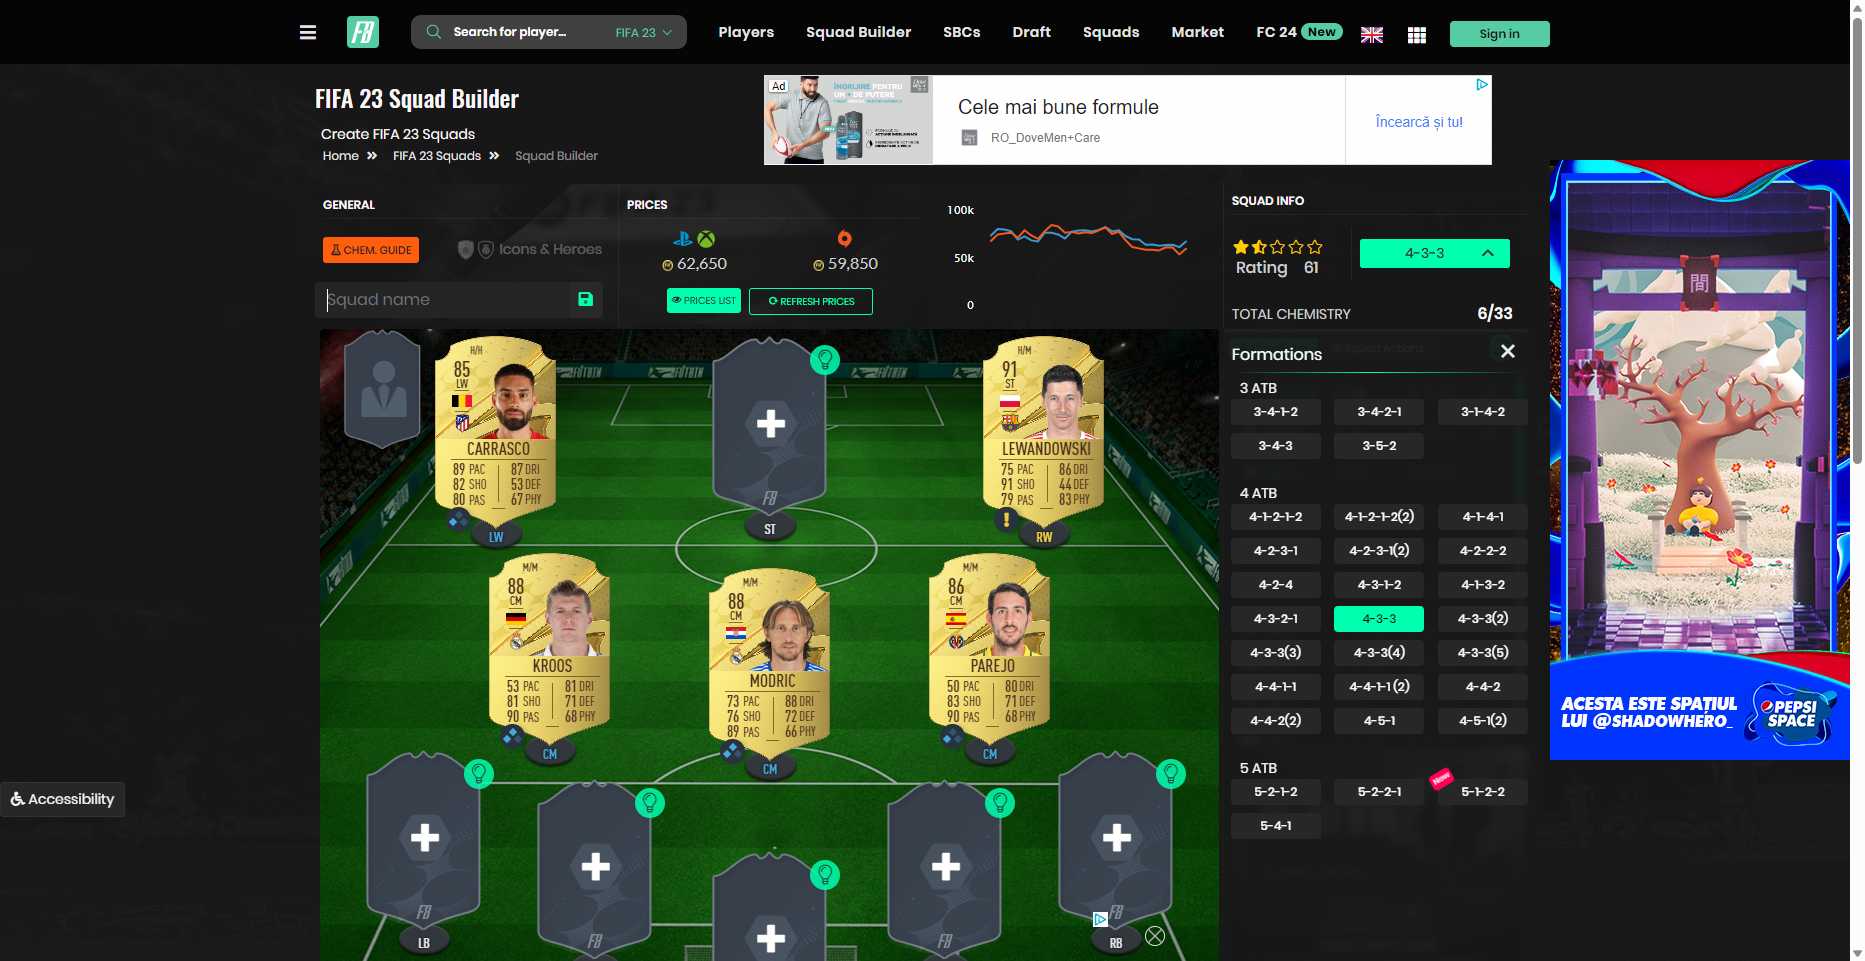 FB
Search for player...
FIFA 23
Players
Squad Builder
SBCs
Draft
Squads
Market
FC 24 New
Sign in
FIFA 23 Squad Builder
Create FIFA 23 Squads
Home » FIFA 23 Squads » Squad Builder
Ad
ÎNGRIJIRE PENTRU
UN + DE PUTERE
Cele mai bune formule
RO_DoveMen+Care
Încearcă și tu!
GENERAL
CHEM. GUIDE
Icons & Heroes
Squad name
PRICES
62,650
59,850
PRICES LIST
REFRESH PRICES
100k
50k
0
SQUAD INFO
Rating 61
4-3-3
TOTAL CHEMISTRY
6/33
Formations
3 ATB
3-4-1-2
3-4-2-1
3-1-4-2
3-4-3
3-5-2
4 ATB
4-1-2-1-2
4-1-2-1-2(2)
4-1-4-1
4-2-3-1
4-2-3-1(2)
4-2-2-2
4-2-4
4-3-1-2
4-1-3-2
4-3-2-1
4-3-3
4-3-3(2)
4-3-3(3)
4-3-3(4)
4-3-3(5)
4-4-1-1
4-4-1-1 (2)
4-4-2
4-4-2(2)
4-5-1
4-5-1(2)
5 ATB
5-2-1-2
5-2-2-1
New
5-1-2-2
5-4-1
H/H
85
LW
CARRASCO
89 PAC 87 DRI
82 SHO 53 DEF
80 PAS 67 PHY
LW
FB
ST
H/M
91
ST
LEWANDOWSKI
75 PAC 86 DRI
91 SHO 44 DEF
79 PAS 83 PHY
RW
M/M
88
CM
KROOS
53 PAC 81 DRI
81 SHO 71 DEF
90 PAS 68 PHY
CM
M/M
88
CM
MODRIC
73 PAC 88 DRI
76 SHO 72 DEF
89 PAS 66 PHY
CM
M/M
86
CM
PAREJO
50 PAC 80 DRI
83 SHO 71 DEF
90 PAS 68 PHY
CM
FB
LB
FB
FB
FB
RB
Accessibility
間
ACESTA ESTE SPAȚIUL
LUI @SHADOWHERO_
PEPSI
SPACE